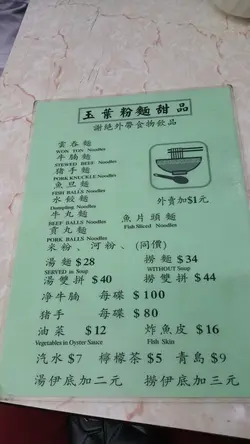 玉葉粉麵甜品
謝絕外帶食物飲品
雲吞麵
WON TON Noodles
牛腩麵
STEWED BEEF Noodles
猪手麵
PORK KNUCKLE Noodles
魚旦麵
FISH BALLS Noodles
水餃麵
Dumpling Noodles
牛丸麵
BEEF BALLS Noodles
貢丸麵
PORK BALLS Noodles
魚片頭麵
Fish Sliced Noodles
外賣加$1元
米粉、河粉、(同價)
湯麵 $28
SERVED in Soup
撈麵 $34
WITHOUT Soup
湯雙拼 $40
撈雙拼 $44
净牛腩 每碟 $100
猪手 每碟 $80
油菜 $12
Vegetables in Oyster Sauce
炸魚皮 $16
Fish Skin
汽水 $7 檸檬茶 $5 青島 $9
湯伊底加二元 撈伊底加三元